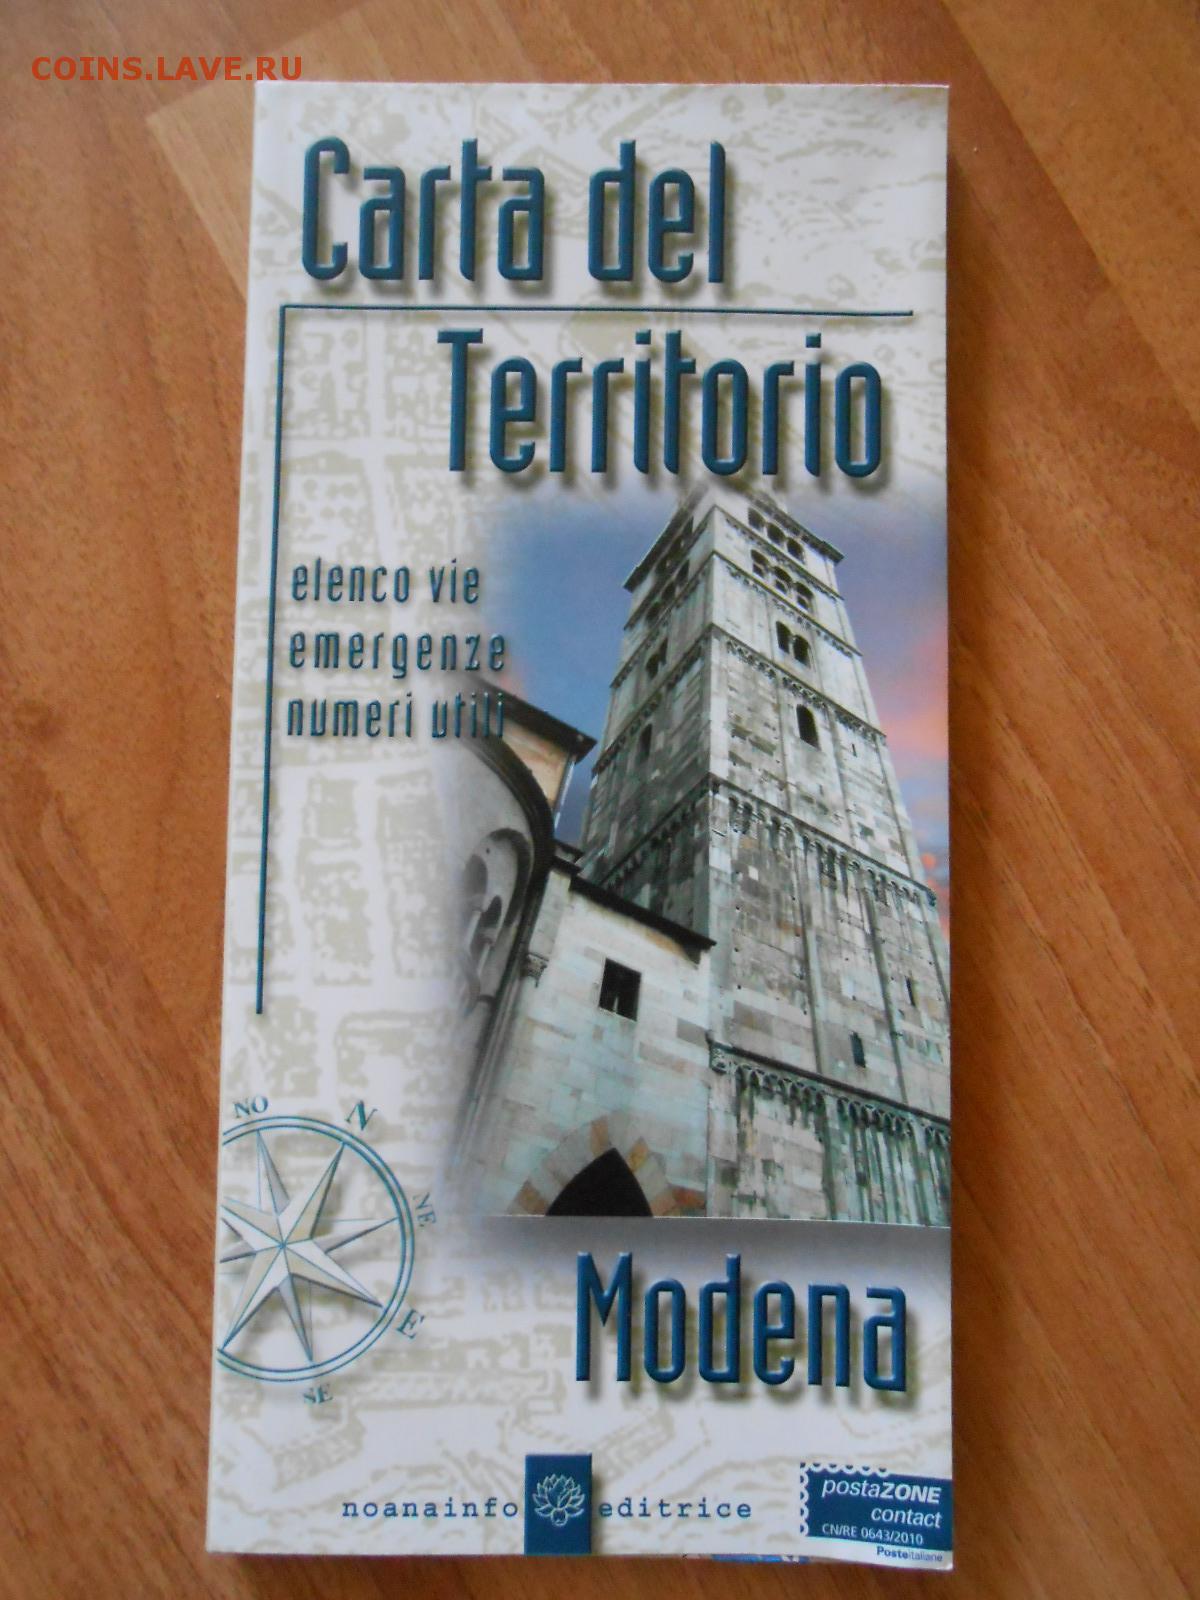 COINS.LAVE.RU
Carta del
Territorio
elenco vie
emergenze
numeri utili
NO
N
NE
E
SE
Modena
noanainfo editrice
postaZONE
contact
CN/RE 0643/2010
Posteitaliane